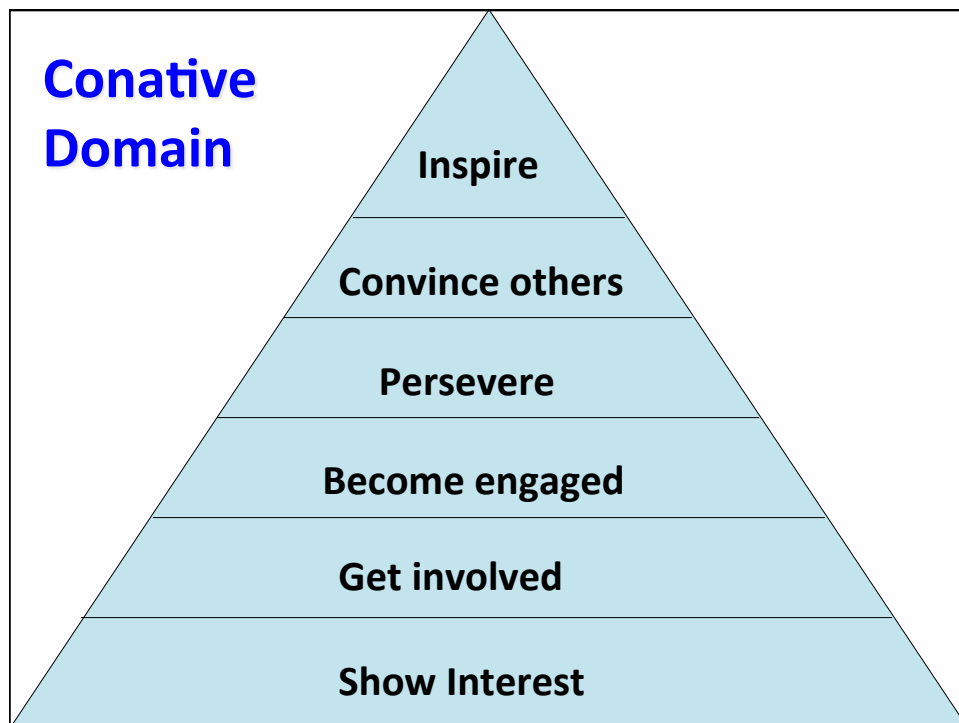 Conative
Domain
Inspire
Convince others
Persevere
Become engaged
Get involved
Show Interest